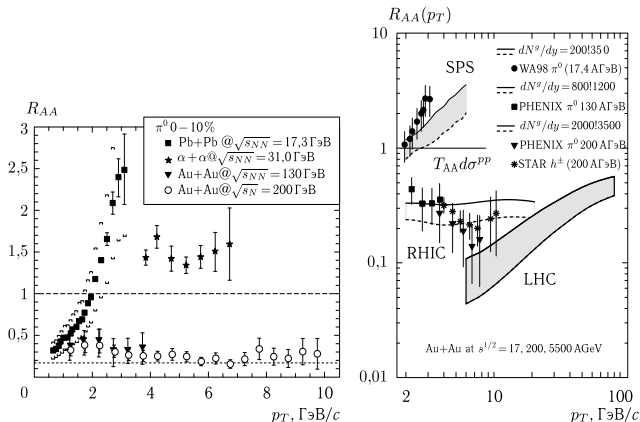 R_AA
3
2,5
2
1,5
1
0,5
0
2
4
6
8
10
p_T, ГэВ/c
π⁰ 0–10%
Pb+Pb @√s_NN = 17,3 ГэВ
α+α@√s_NN = 31,0 ГэВ
Au+Au@√s_NN = 130 ГэВ
Au+Au@√s_N = 200 ГэВ
R_AA(p_T)
10
1
0,1
0,01
2
10
100
p_T, ГэВ/c
dN^g/dy = 200!350
WA98 π⁰ (17,4 АГэВ)
dN^g/dy = 800!1200
PHENIX π⁰ 130 АГэВ
dN^g/dy = 2000!3500
PHENIX π⁰ 200 АГэВ
STAR h^± (200 АГэВ)
SPS
T_AA dσ^pp
RHIC
LHC
Au+Au at s^1/2 = 17, 200, 5500 AGeV